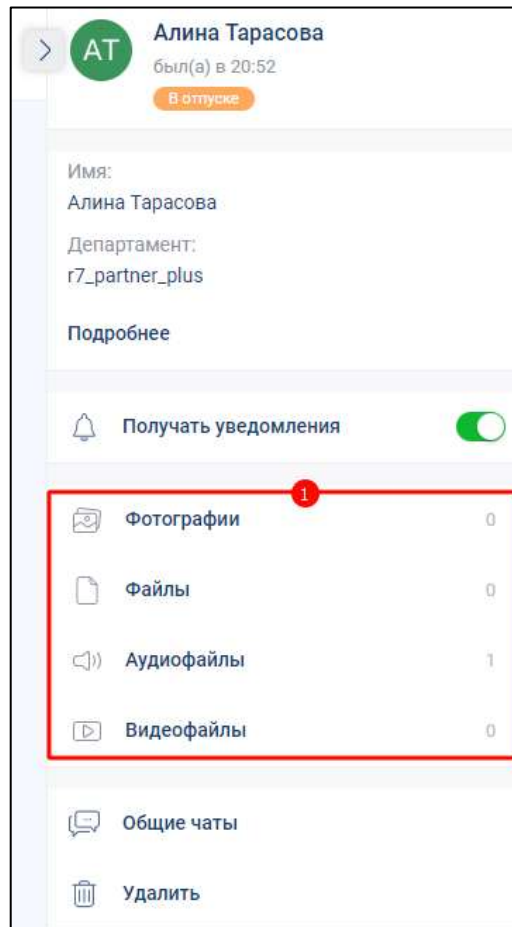 АТ
Алина Тарасова
был(а) в 20:52
В отпуске
Имя:
Алина Тарасова
Департамент:
r7_partner_plus
Подробнее
Получать уведомления
1
Фотографии 0
Файлы 0
Аудиофайлы 1
Видеофайлы 0
Общие чаты
Удалить